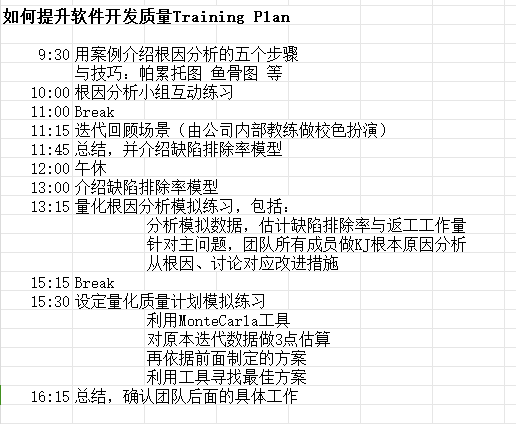 如何提升软件开发质量Training Plan
9:30 用案例介绍根因分析的五个步骤
与技巧：帕累托图 鱼骨图 等
10:00 根因分析小组互动练习
11:00 Break
11:15 迭代回顾场景（由公司内部教练做校色扮演）
11:45 总结，并介绍缺陷排除率模型
12:00 午休
13:00 介绍缺陷排除率模型
13:15 量化根因分析模拟练习，包括：
分析模拟数据，估计缺陷排除率与返工工作量
针对主问题，团队所有成员做KJ根本原因分析
从根因、讨论对应改进措施
15:15 Break
15:30 设定量化质量计划模拟练习
利用MonteCarla工具
对原本迭代数据做3点估算
再依据前面制定的方案
利用工具寻找最佳方案
16:15 总结，确认团队后面的具体工作